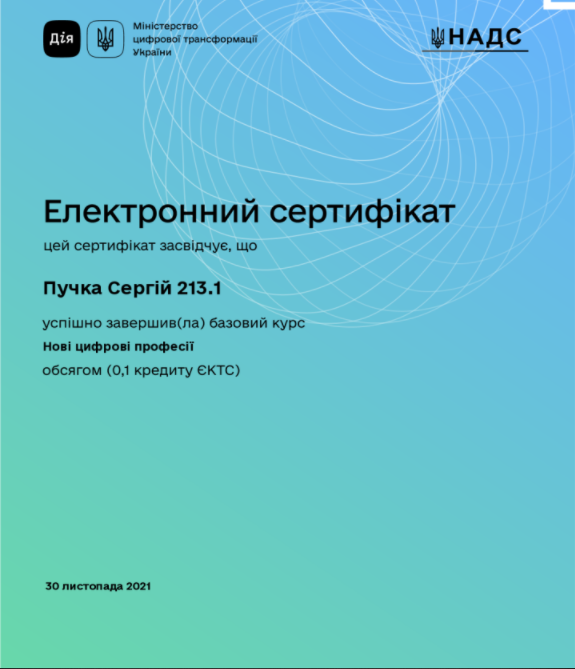 Дія
Міністерство
цифрової трансформації
України
НАДС
Електронний сертифікат
цей сертифікат засвідчує, що
Пучка Сергій 213.1
успішно завершив(ла) базовий курс
Нові цифрові професії
обсягом (0,1 кредиту ЄКТС)
30 листопада 2021